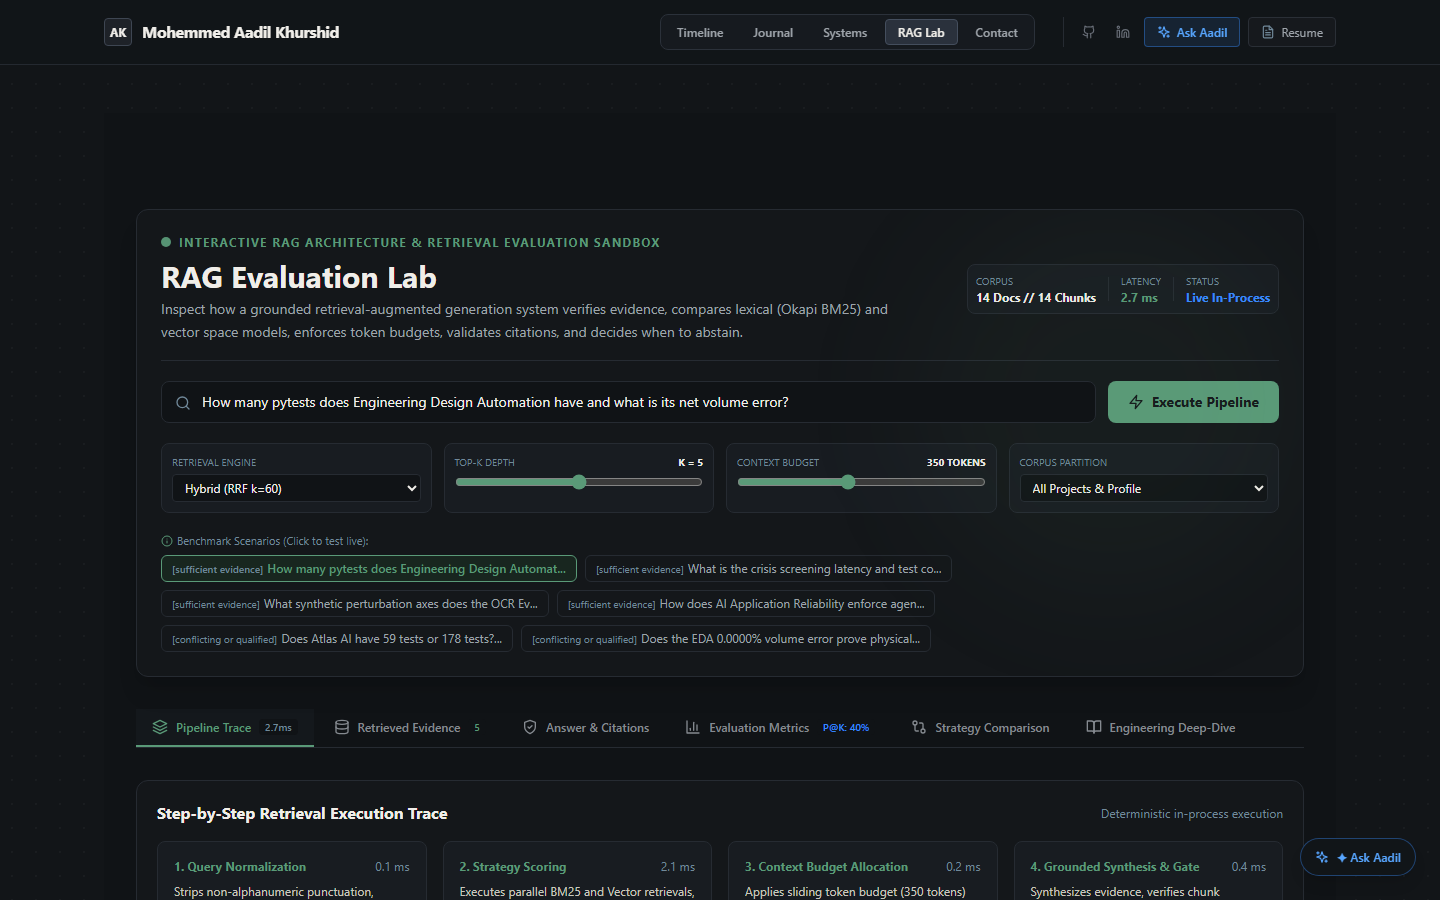 AK Mohemmed Aadil Khurshid
Timeline Journal Systems RAG Lab Contact
Ask Aadil Resume
INTERACTIVE RAG ARCHITECTURE & RETRIEVAL EVALUATION SANDBOX
RAG Evaluation Lab
Inspect how a grounded retrieval-augmented generation system verifies evidence, compares lexical (Okapi BM25) and
vector space models, enforces token budgets, validates citations, and decides when to abstain.
CORPUS LATENCY STATUS
14 Docs // 14 Chunks 2.7 ms Live In-Process
How many pytests does Engineering Design Automation have and what is its net volume error?
Execute Pipeline
RETRIEVAL ENGINE
Hybrid (RRF k=60)
TOP-K DEPTH K = 5
CONTEXT BUDGET 350 TOKENS
CORPUS PARTITION
All Projects & Profile
Benchmark Scenarios (Click to test live):
[sufficient evidence] How many pytests does Engineering Design Automat...
[sufficient evidence] What is the crisis screening latency and test co...
[sufficient evidence] What synthetic perturbation axes does the OCR Ev...
[sufficient evidence] How does AI Application Reliability enforce agen...
[conflicting or qualified] Does Atlas AI have 59 tests or 178 tests?...
[conflicting or qualified] Does the EDA 0.0000% volume error prove physical...
Pipeline Trace 2.7ms
Retrieved Evidence 5
Answer & Citations
Evaluation Metrics P@K: 40%
Strategy Comparison
Engineering Deep-Dive
Step-by-Step Retrieval Execution Trace
Deterministic in-process execution
1. Query Normalization 0.1 ms
Strips non-alphanumeric punctuation,
2. Strategy Scoring 2.1 ms
Executes parallel BM25 and Vector retrievals,
3. Context Budget Allocation 0.2 ms
Applies sliding token budget (350 tokens)
4. Grounded Synthesis & Gate 0.4 ms
Synthesizes evidence, verifies chunk
✦ Ask Aadil